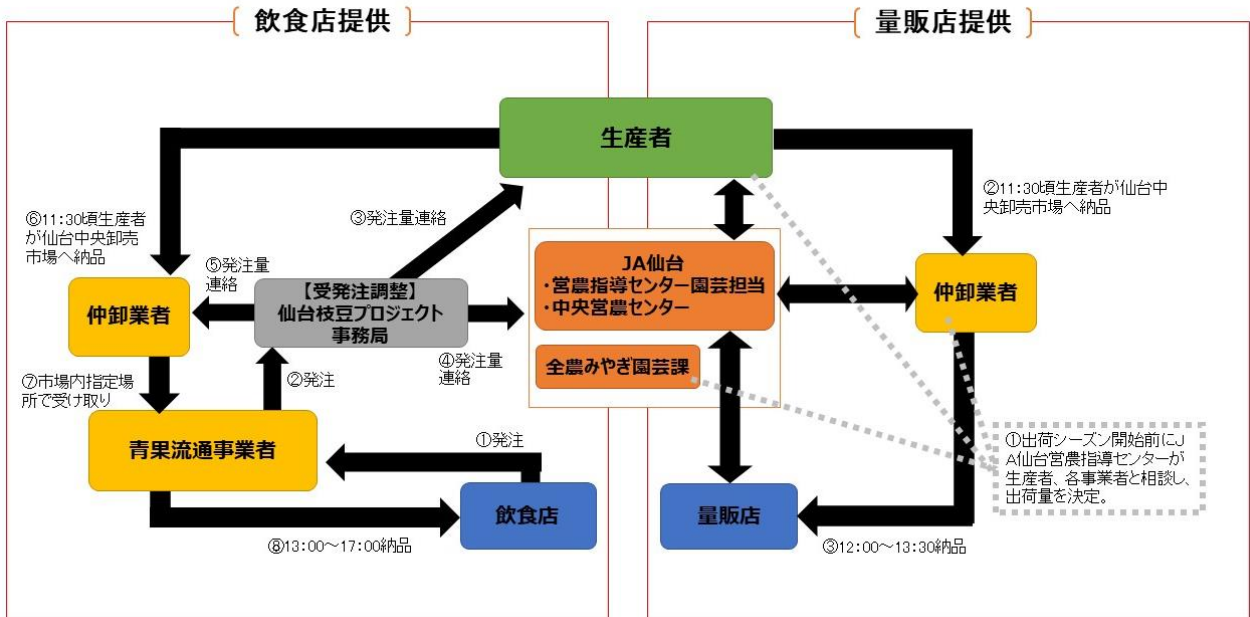 飲食店提供
量販店提供
生産者
②11:30頃生産者が仙台中
央卸売市場へ納品
③発注量連絡
⑥11:30頃生産者
が仙台中央卸売
市場へ納品
⑤発注量
連絡
JA仙台
・営農指導センター園芸担当
・中央営農センター
仲卸業者
【受発注調整】
仙台枝豆プロジェクト
事務局
仲卸業者
④発注量
連絡
全農みやぎ園芸課
⑦市場内指定場
所で受け取り
②発注
青果流通事業者
①発注
①出荷シーズン開始前にJ
A仙台営農指導センターが
生産者、各事業者と相談し、
出荷量を決定。
飲食店
量販店
⑧13:00～17:00納品
③12:00～13:30納品